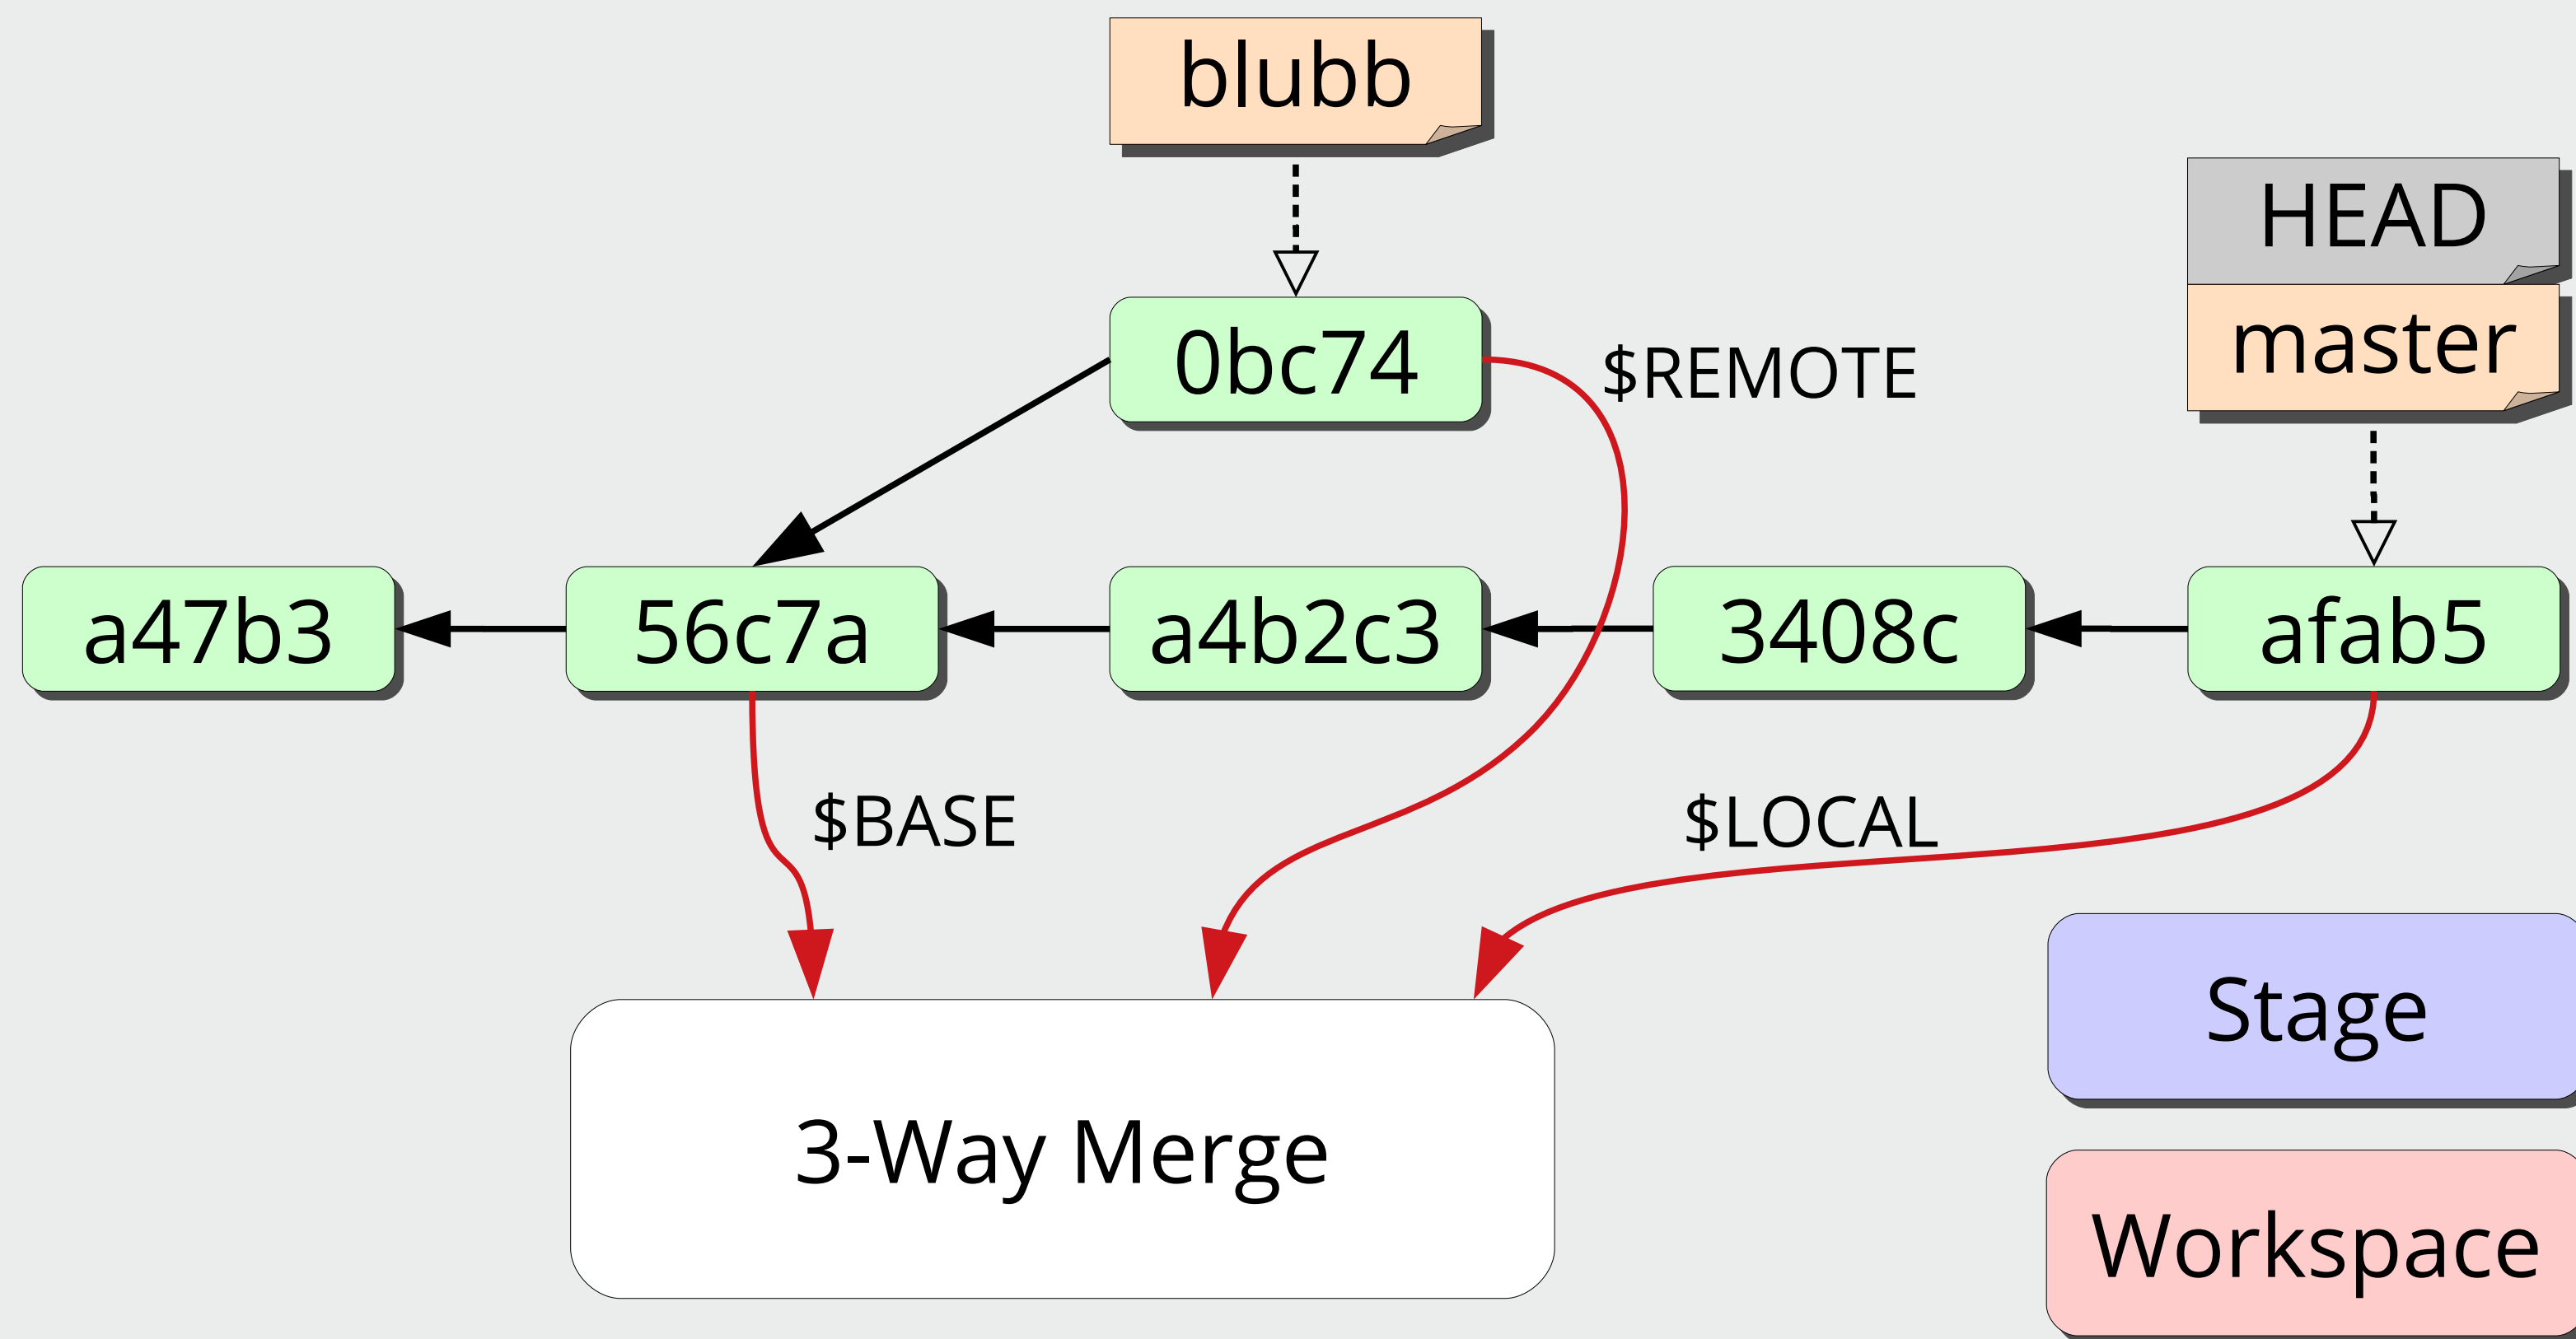 blubb
HEAD
master
0bc74
$REMOTE
a47b3
56c7a
a4b2c3
3408c
afab5
$BASE
$LOCAL
Stage
3-Way Merge
Workspace